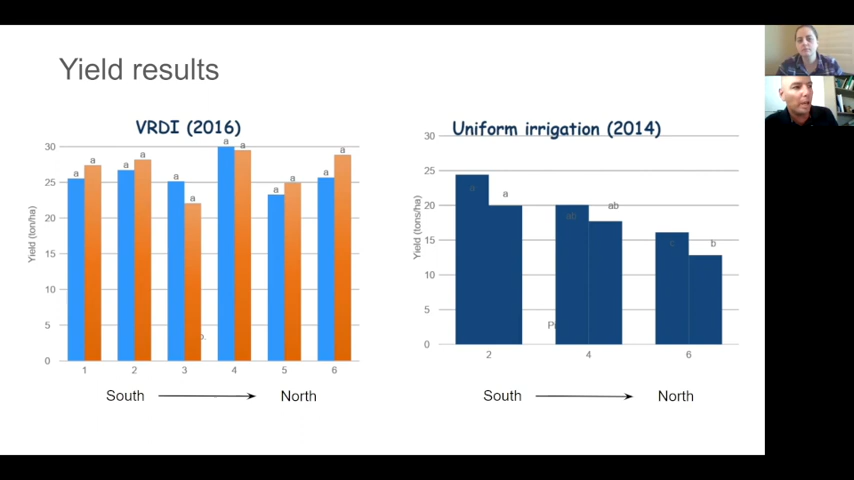 Yield results
VRDI (2016)
Yield (ton/ha)
30
25
20
15
10
5
0
a a a a a a a a a a a a
1 2 3 4 5 6
South North
Uniform irrigation (2014)
Yield (tons/ha)
30
25
20
15
10
5
0
a a ab ab c b
2 4 6
South North